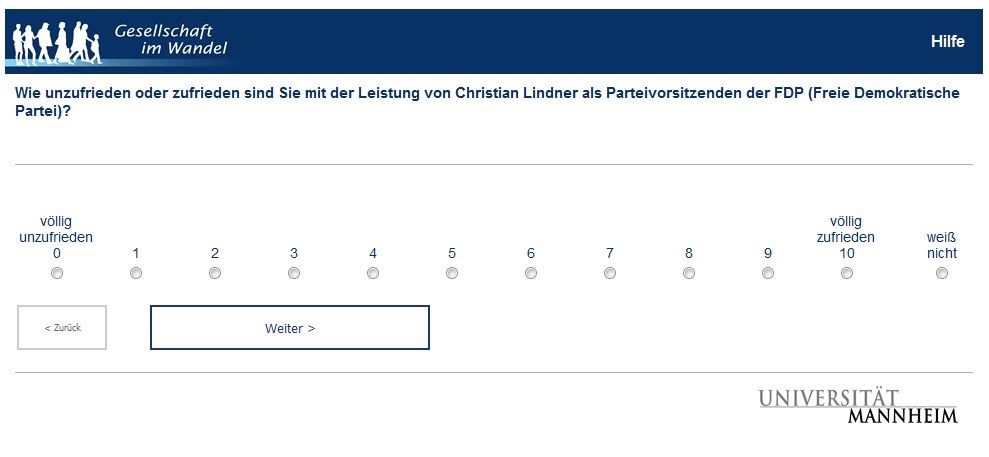 Gesellschaft
im Wandel
Hilfe
Wie unzufrieden oder zufrieden sind Sie mit der Leistung von Christian Lindner als Parteivorsitzenden der FDP (Freie Demokratische
Partei)?
völlig
unzufrieden
0 1 2 3 4 5 6 7 8 9
völlig
zufrieden
10
weiß
nicht
< Zurück
Weiter >
UNIVERSITÄT
MANNHEIM